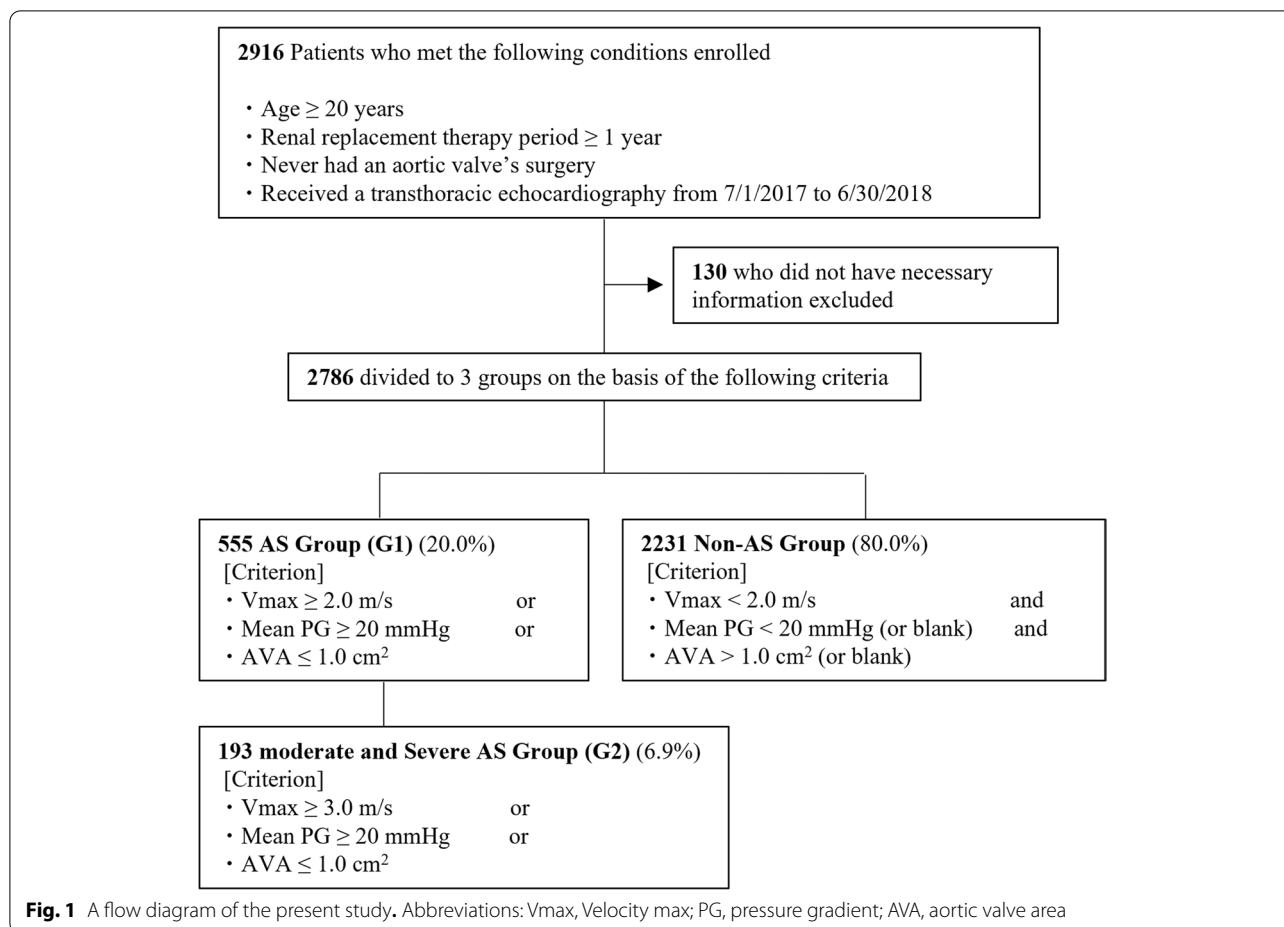 2916 Patients who met the following conditions enrolled
・Age ≥ 20 years
・Renal replacement therapy period ≥ 1 year
・Never had an aortic valve's surgery
・Received a transthoracic echocardiography from 7/1/2017 to 6/30/2018
130 who did not have necessary
information excluded
2786 divided to 3 groups on the basis of the following criteria
555 AS Group (G1) (20.0%)
[Criterion]
・Vmax ≥ 2.0 m/s or
・Mean PG ≥ 20 mmHg or
・AVA ≤ 1.0 cm²
2231 Non-AS Group (80.0%)
[Criterion]
・Vmax < 2.0 m/s and
・Mean PG < 20 mmHg (or blank) and
・AVA > 1.0 cm² (or blank)
193 moderate and Severe AS Group (G2) (6.9%)
[Criterion]
・Vmax ≥ 3.0 m/s or
・Mean PG ≥ 20 mmHg or
・AVA ≤ 1.0 cm²
Fig. 1 A flow diagram of the present study. Abbreviations: Vmax, Velocity max; PG, pressure gradient; AVA, aortic valve area